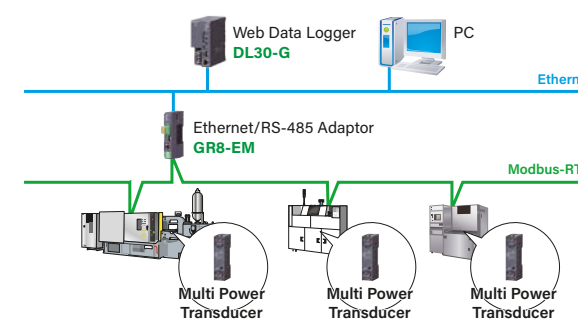 Web Data Logger
DL30-G
PC
Ethern
Ethernet/RS-485 Adaptor
GR8-EM
Modbus-RT
Multi Power
Transducer
Multi Power
Transducer
Multi Power
Transducer